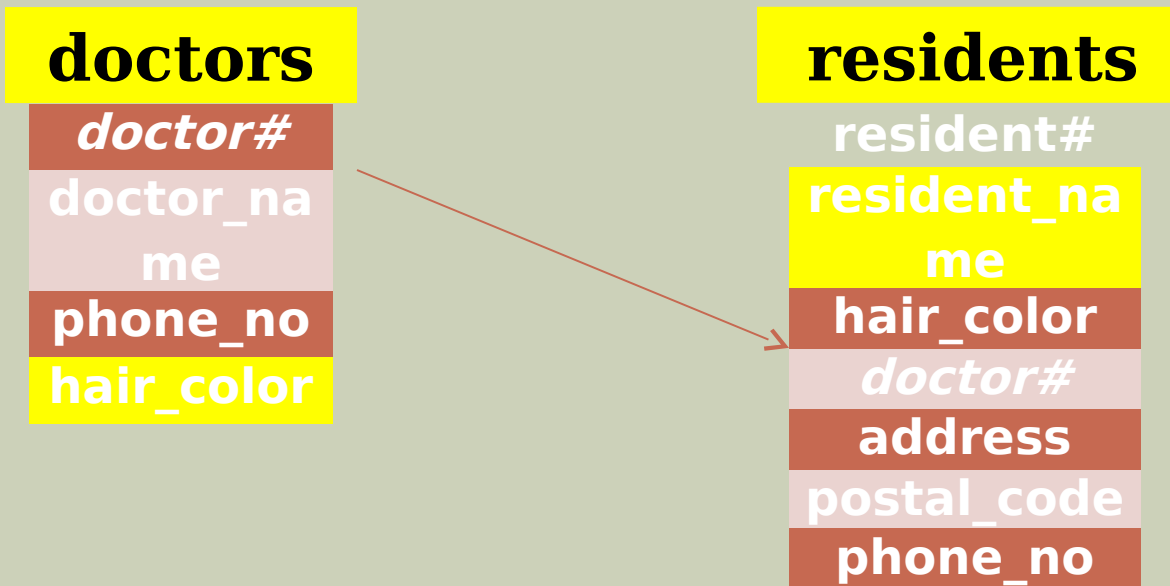 doctors
doctor#
doctor_na
me
phone_no
hair_color
residents
resident#
resident_na
me
hair_color
doctor#
address
postal_code
phone_no